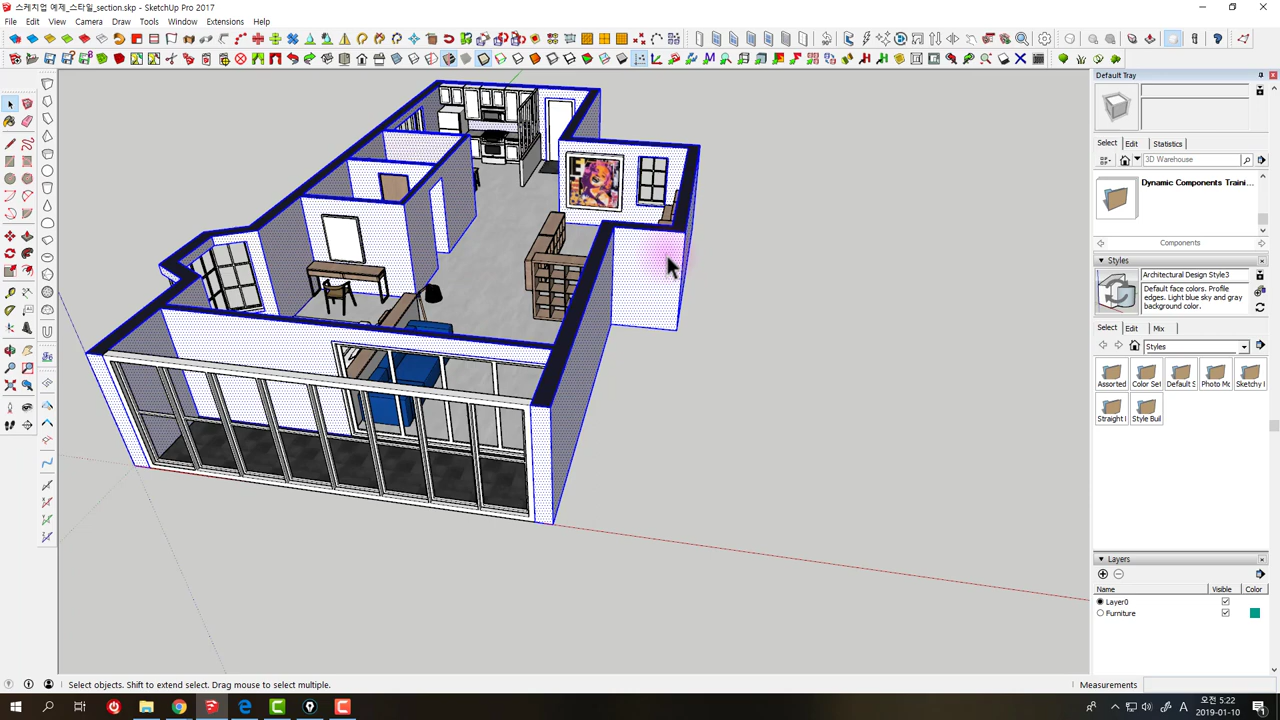 스케치업 예제_스타일_section.skp - SketchUp Pro 2017
File Edit View Camera Draw Tools Window Extensions Help
Default Tray
Select Edit Statistics
3D Warehouse
Dynamic Components Traini...
Components
Styles
Architectural Design Style3
Default face colors. Profile
edges. Light blue sky and gray
background color.
Select Edit Mix
Styles
Assorted Color Set Default S Photo Mo Sketchy I
Straight I Style Buil
Layers
Name Visible Color
Layer0
Furniture
Select objects. Shift to extend select. Drag mouse to select multiple.
Measurements
A 오전 5:22
2019-01-10